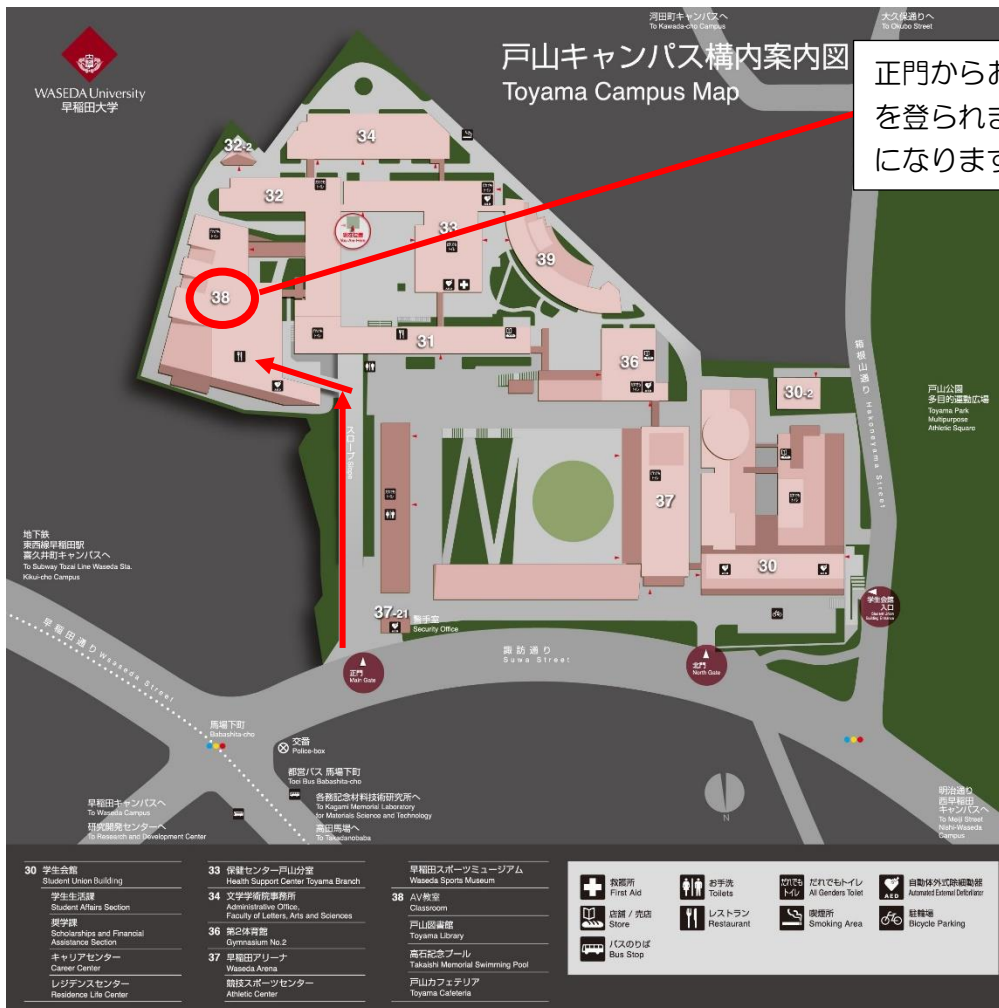 河田町キャンパスへ
To Kawada-cho Campus
大久保通りへ
To Okubo Street
戸山キャンパス構内案内図
Toyama Campus Map
WASEDA University
早稲田大学
正門からお
を登られま
になります
34
32-2
32
33
39
38
31
36
30-2
37
30
37-21
現在位置
You Are Here
スロープ Slope
箱根山通り Hakoneyama Street
戸山公園
多目的運動広場
Toyama Park
Multipurpose
Athletic Square
地下鉄
東西線早稲田駅
喜久井町キャンパスへ
To Subway Tozai Line Waseda Sta.
Kikui-cho Campus
早稲田通り Waseda Street
警手室
Security Office
諏訪通り
Suwa Street
正門
Main Gate
北門
North Gate
学生会館
入口
Student Union
Building Entrance
馬場下町
Babashita-cho
交番
Police-box
都営バス 馬場下町
Toei Bus Babashita-cho
各務記念材料技術研究所へ
To Kagami Memorial Laboratory
for Materials Science and Technology
高田馬場へ
To Takadanobaba
早稲田キャンパスへ
To Waseda Campus
研究開発センターへ
To Research and Development Center
明治通り
西早稲田
キャンパスへ
To Meiji Street
Nishi-Waseda
Campus
N
30 学生会館
Student Union Building
学生生活課
Student Affairs Section
奨学課
Scholarships and Financial
Assistance Section
キャリアセンター
Career Center
レジデンスセンター
Residence Life Center
33 保健センター戸山分室
Health Support Center Toyama Branch
34 文学学術院事務所
Administrative Office,
Faculty of Letters, Arts and Sciences
36 第2体育館
Gymnasium No.2
37 早稲田アリーナ
Waseda Arena
競技スポーツセンター
Athletic Center
早稲田スポーツミュージアム
Waseda Sports Museum
38 AV教室
Classroom
戸山図書館
Toyama Library
高石記念プール
Takaishi Memorial Swimming Pool
戸山カフェテリア
Toyama Cafeteria
救護所
First Aid
お手洗
Toilets
だれでもトイレ
だれでもトイレ
All Genders Toilet
AED
自動体外式除細動器
Automated External Defibrillator
店舗 / 売店
Store
レストラン
Restaurant
喫煙所
Smoking Area
駐輪場
Bicycle Parking
バスのりば
Bus Stop